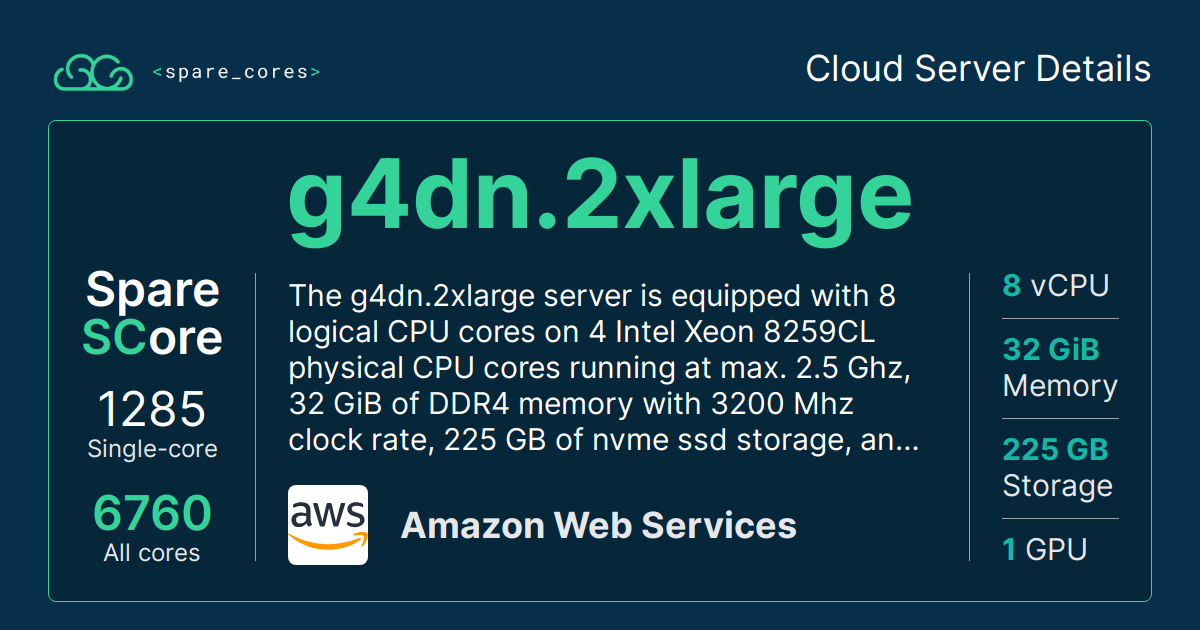 <spare_cores>
Cloud Server Details
g4dn.2xlarge
Spare
SCore
1285
Single-core
6760
All cores
The g4dn.2xlarge server is equipped with 8
logical CPU cores on 4 Intel Xeon 8259CL
physical CPU cores running at max. 2.5 Ghz,
32 GiB of DDR4 memory with 3200 Mhz
clock rate, 225 GB of nvme ssd storage, an...
aws
Amazon Web Services
8 vCPU
32 GiB
Memory
225 GB
Storage
1 GPU